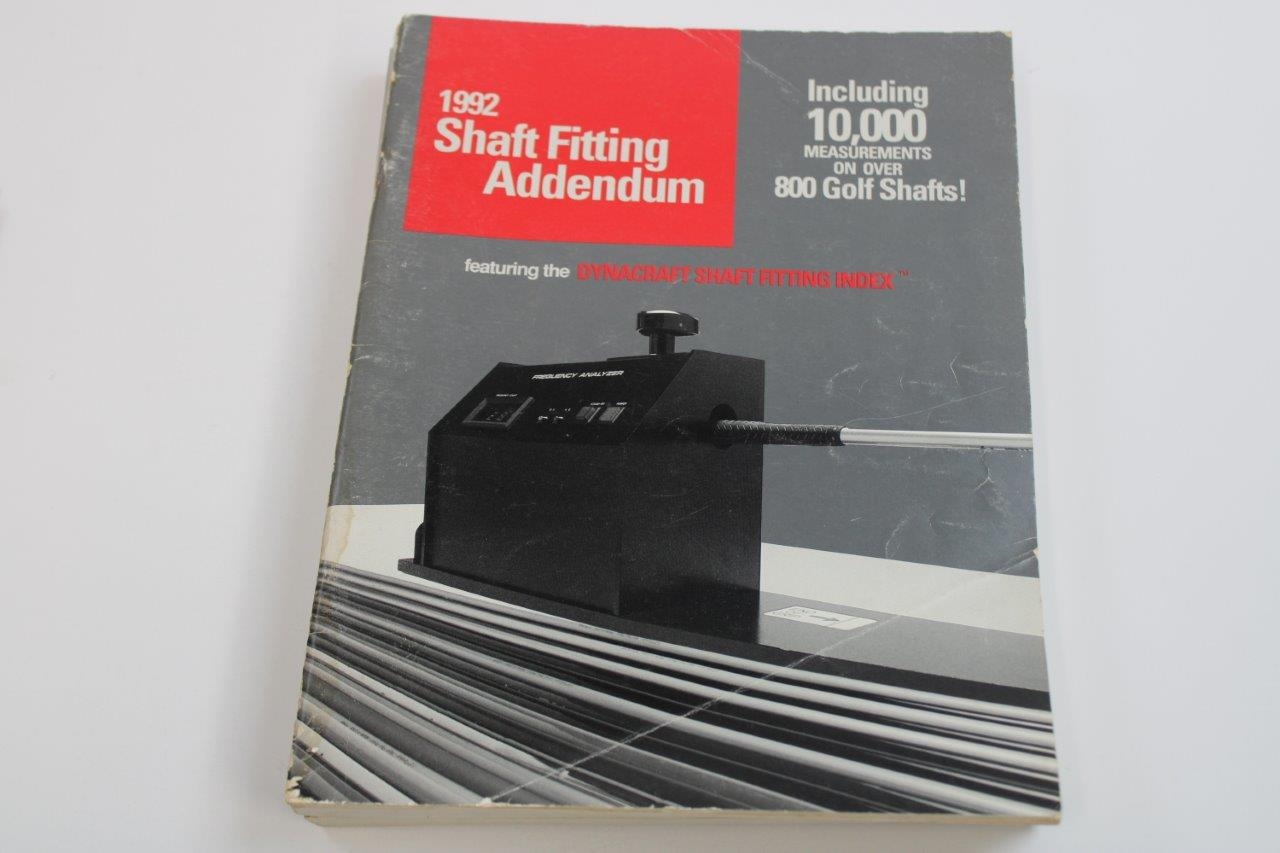 1992
Shaft Fitting
Addendum
Including
10,000
MEASUREMENTS
ON OVER
800 Golf Shafts!
featuring the DYNACRAFT SHAFT FITTING INDEX™
FREQUENCY ANALYZER